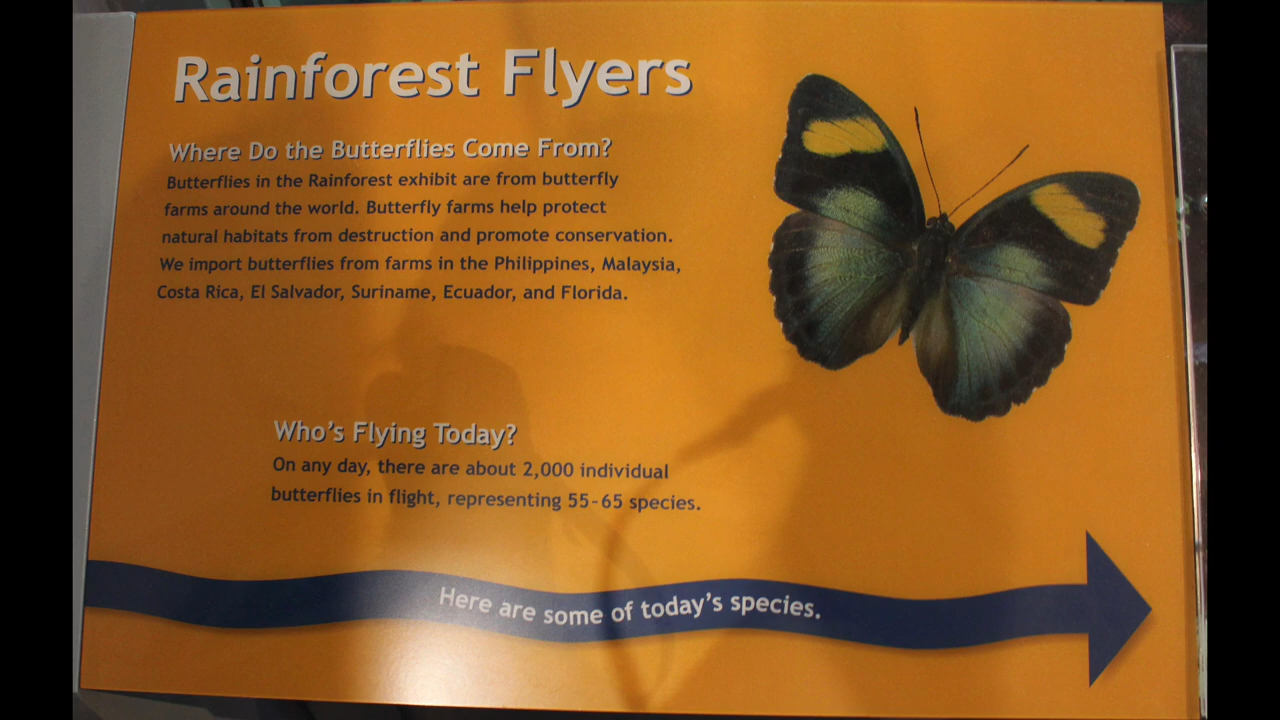 Rainforest Flyers
Where Do the Butterflies Come From?
Butterflies in the Rainforest exhibit are from butterfly
farms around the world. Butterfly farms help protect
natural habitats from destruction and promote conservation.
We import butterflies from farms in the Philippines, Malaysia,
Costa Rica, El Salvador, Suriname, Ecuador, and Florida.
Who's Flying Today?
On any day, there are about 2,000 individual
butterflies in flight, representing 55-65 species.
Here are some of today's species.